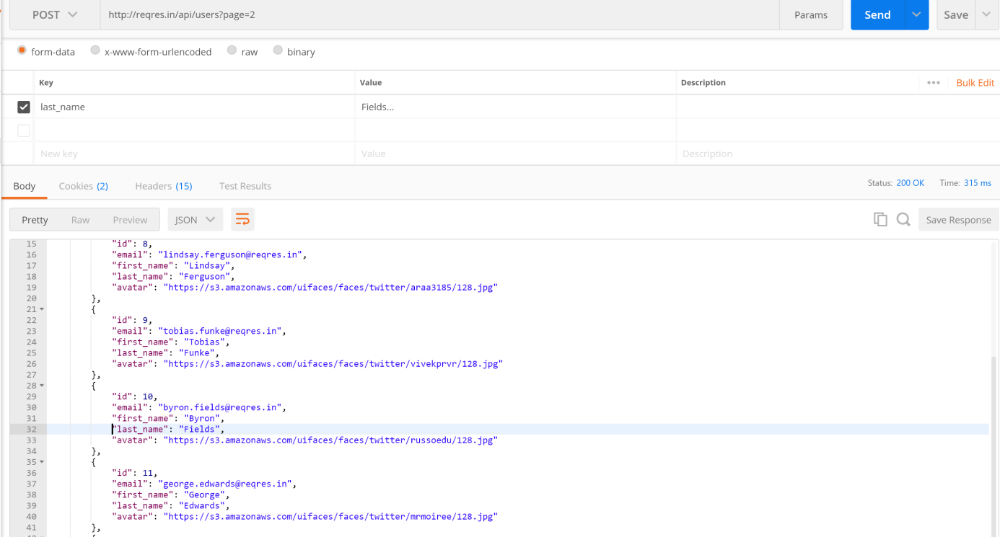 POST http://reqres.in/api/users?page=2 Params Send Save
form-data x-www-form-urlencoded raw binary
Key Value Description ••• Bulk Edit
last_name Fields...
New key Value Description
Body Cookies (2) Headers (15) Test Results Status: 200 OK Time: 315 ms
Pretty Raw Preview JSON Save Response
15 "id": 8,
16 "email": "lindsay.ferguson@reqres.in",
17 "first_name": "Lindsay",
18 "last_name": "Ferguson",
19 "avatar": "https://s3.amazonaws.com/uifaces/faces/twitter/araa3185/128.jpg"
20 },
21 {
22 "id": 9,
23 "email": "tobias.funke@reqres.in",
24 "first_name": "Tobias",
25 "last_name": "Funke",
26 "avatar": "https://s3.amazonaws.com/uifaces/faces/twitter/vivekprvr/128.jpg"
27 },
28 {
29 "id": 10,
30 "email": "byron.fields@reqres.in",
31 "first_name": "Byron",
32 "last_name": "Fields",
33 "avatar": "https://s3.amazonaws.com/uifaces/faces/twitter/russoedu/128.jpg"
34 },
35 {
36 "id": 11,
37 "email": "george.edwards@reqres.in",
38 "first_name": "George",
39 "last_name": "Edwards",
40 "avatar": "https://s3.amazonaws.com/uifaces/faces/twitter/mrmoiree/128.jpg"
41 },